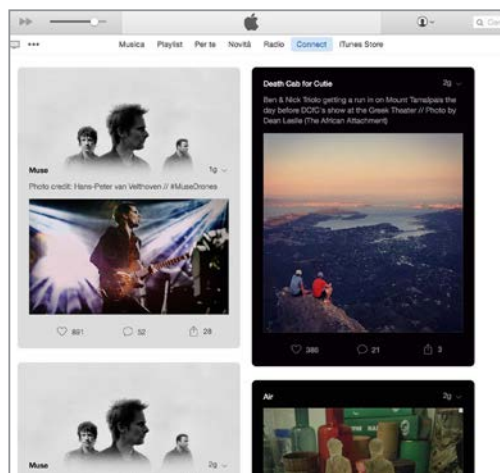 Musica Playlist Per te Novità Radio Connect iTunes Store
Muse
1g
Photo credit: Hans-Peter van Velthoven // #MuseDrones
891
52
28
Death Cab for Cutie
2g
Ben & Nick Triolo getting a run in on Mount Tamalpais the
day before DCfC's show at the Greek Theater // Photo by
Dean Leslie (The African Attachment)
386
21
3
Muse
2g
Air
2g